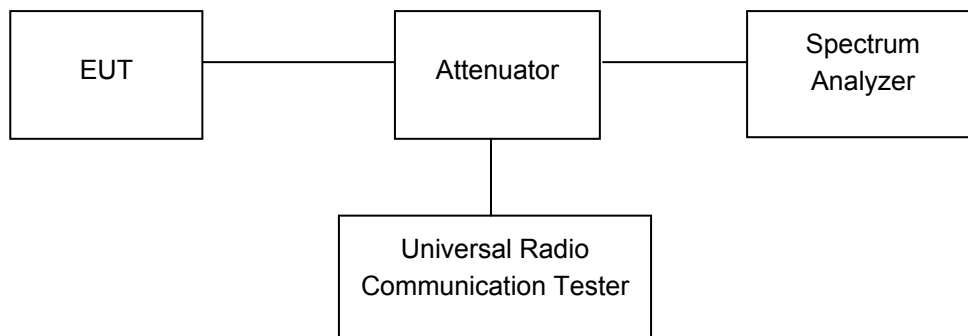 EUT
Attenuator
Spectrum
Analyzer
Universal Radio
Communication Tester